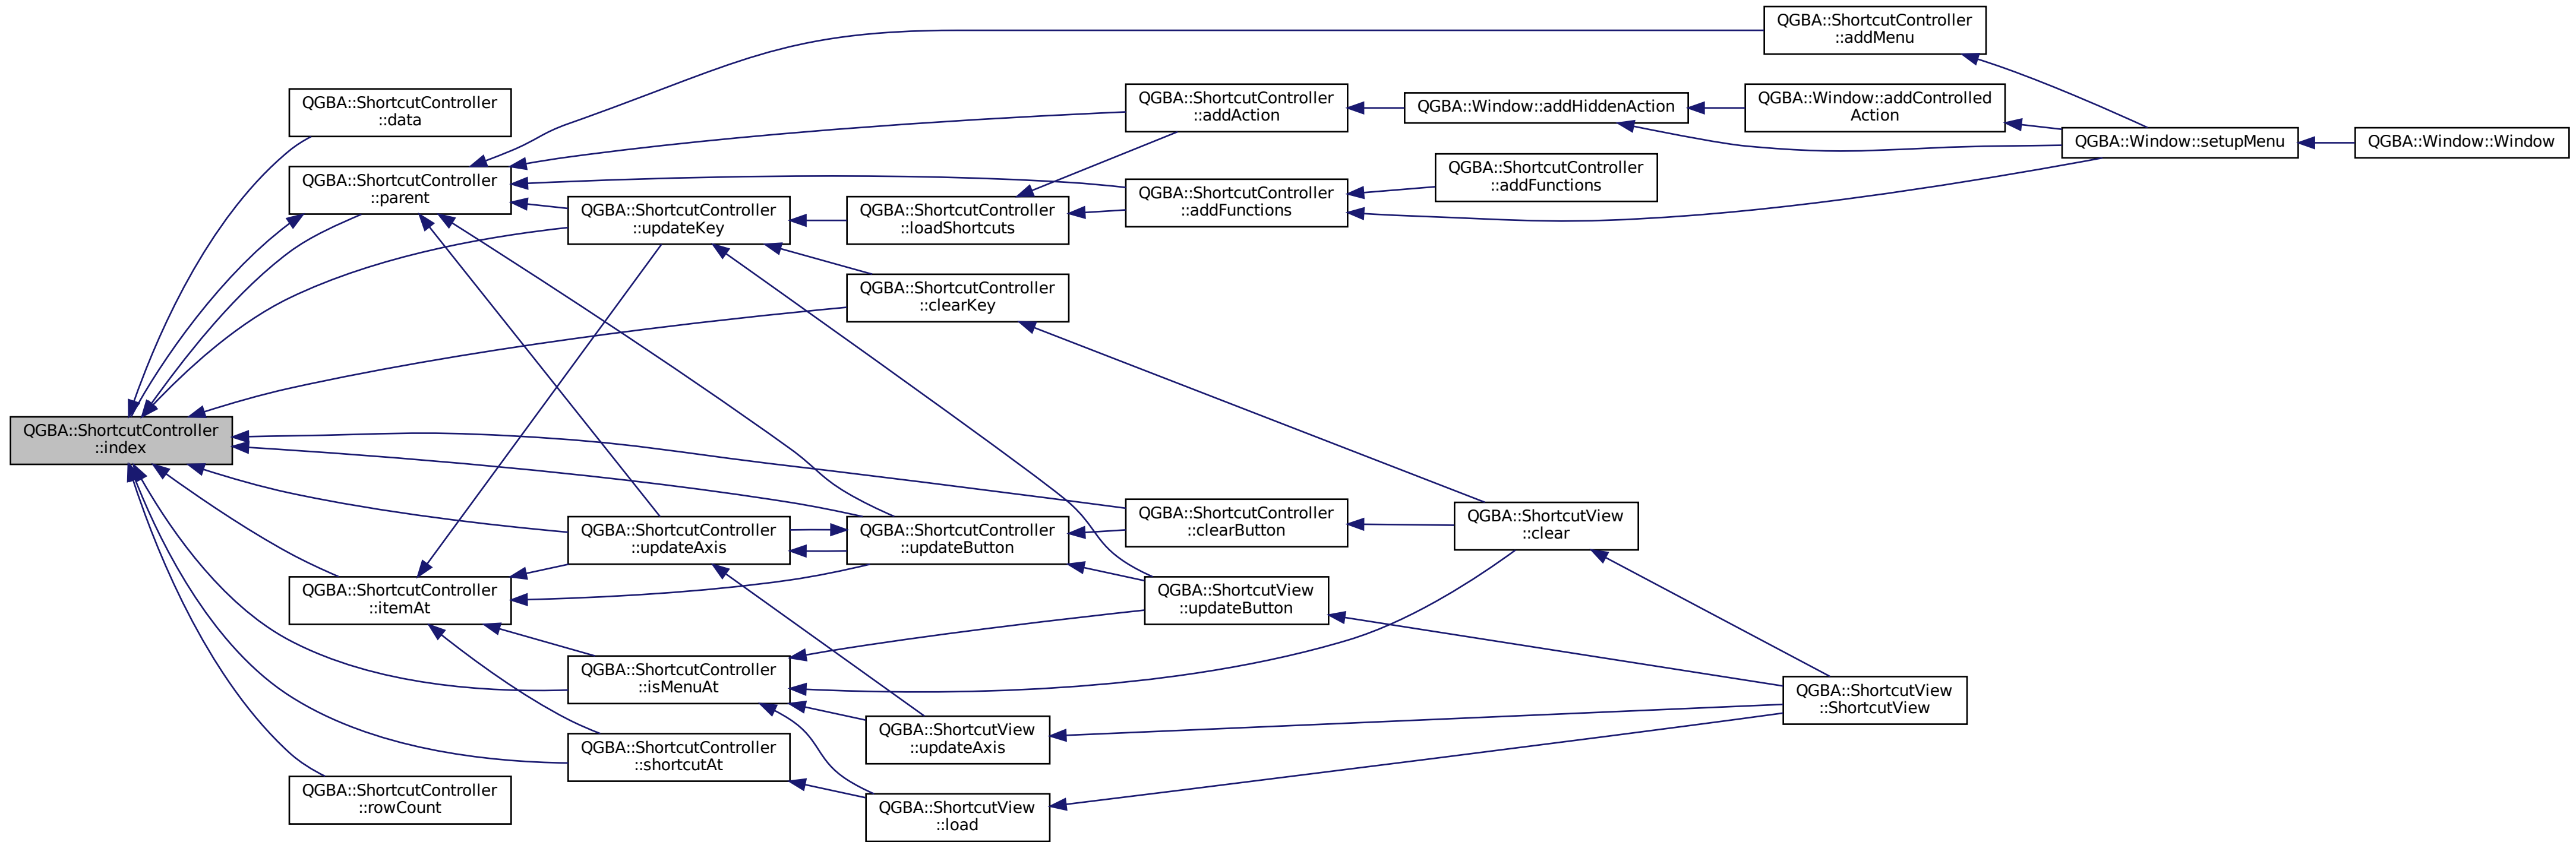 QGBA::ShortcutController
::addMenu
QGBA::ShortcutController
::data
QGBA::ShortcutController
::addAction
QGBA::Window::addHiddenAction
QGBA::Window::addControlled
Action
QGBA::Window::setupMenu
QGBA::Window::Window
QGBA::ShortcutController
::parent
QGBA::ShortcutController
::addFunctions
QGBA::ShortcutController
::addFunctions
QGBA::ShortcutController
::updateKey
QGBA::ShortcutController
::loadShortcuts
QGBA::ShortcutController
::clearKey
QGBA::ShortcutController
::index
QGBA::ShortcutController
::updateAxis
QGBA::ShortcutController
::updateButton
QGBA::ShortcutController
::clearButton
QGBA::ShortcutView
::clear
QGBA::ShortcutController
::itemAt
QGBA::ShortcutView
::updateButton
QGBA::ShortcutController
::isMenuAt
QGBA::ShortcutView
::ShortcutView
QGBA::ShortcutView
::updateAxis
QGBA::ShortcutController
::shortcutAt
QGBA::ShortcutController
::rowCount
QGBA::ShortcutView
::load